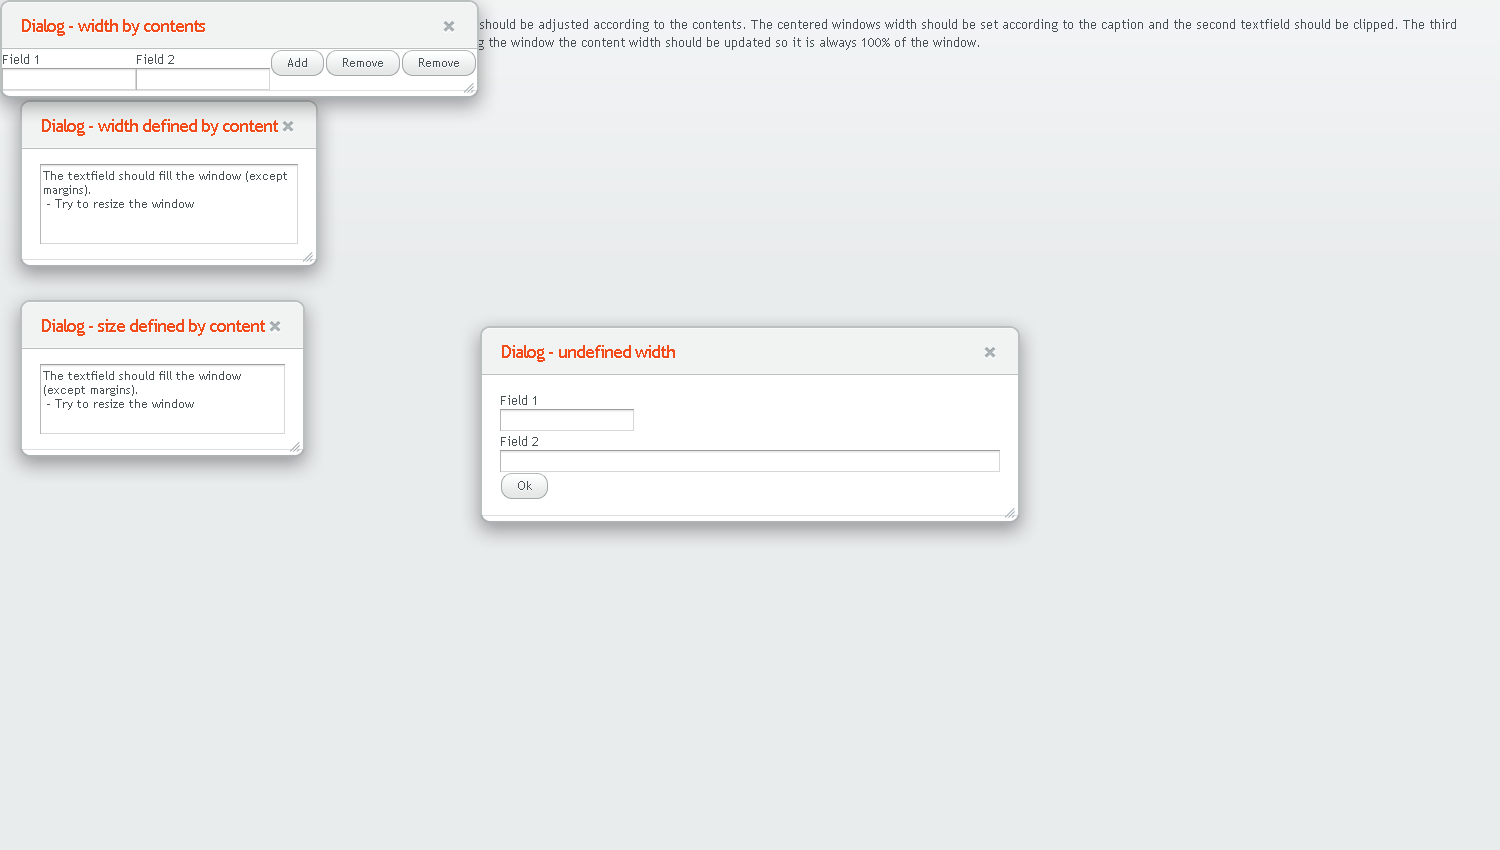 Dialog - width by contents
should be adjusted according to the contents. The centered windows width should be set according to the caption and the second textfield should be clipped. The third
the window the content width should be updated so it is always 100% of the window.
Field 1 Field 2 Add Remove Remove
Dialog - width defined by content
The textfield should fill the window (except
margins).
- Try to resize the window
Dialog - size defined by content
The textfield should fill the window
(except margins).
- Try to resize the window
Dialog - undefined width
Field 1
Field 2
Ok